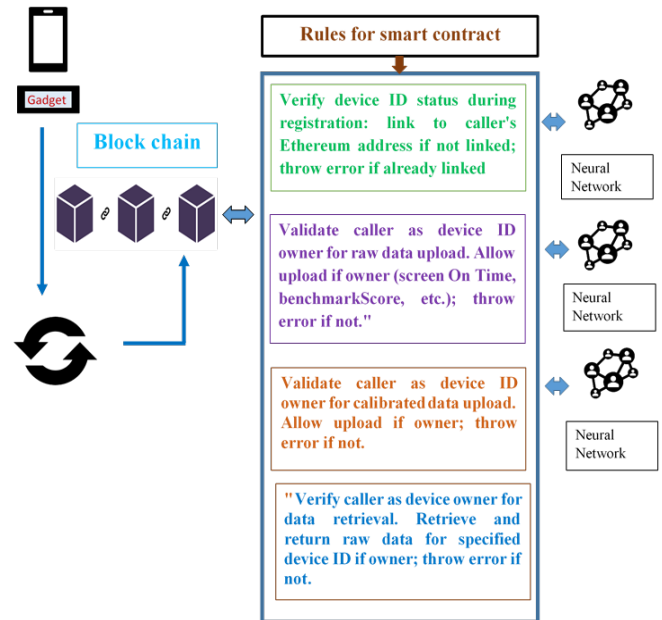 Rules for smart contract
Gadget
Block chain
Verify device ID status during
registration: link to caller's
Ethereum address if not linked;
throw error if already linked
Neural
Network
Validate caller as device ID
owner for raw data upload. Allow
upload if owner (screen On Time,
benchmarkScore, etc.); throw
error if not."
Neural
Network
Validate caller as device ID
owner for calibrated data upload.
Allow upload if owner; throw
error if not.
Neural
Network
"Verify caller as device owner for
data retrieval. Retrieve and
return raw data for specified
device ID if owner; throw error if
not.